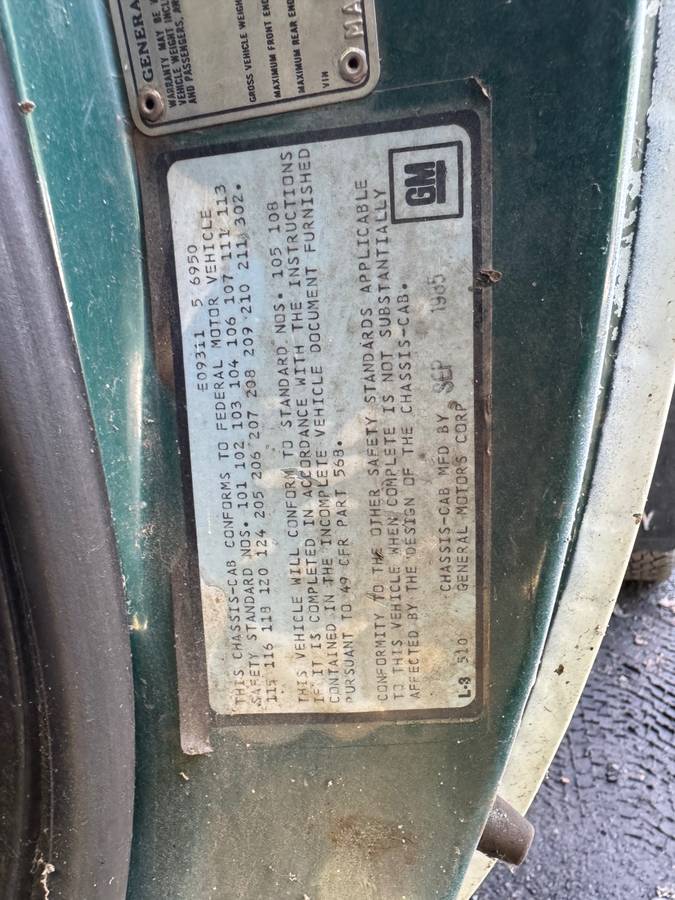 GENERA
WARRANTY MAY BE
VEHICLE WEIGHT INCL
AND PASSENGERS, AN
GROSS VEHICLE WEIGH
MAXIMUM FRONT END
MAXIMUM REAR END
VIN MA
GM
E09311 5 6950
THIS CHASSIS-CAB CONFORMS TO FEDERAL MOTOR VEHICLE
SAFETY STANDARD NOS. 101 102 103 104 106 107 111 113
115 116 118 120 124 205 206 207 208 209 210 211 302.
THIS VEHICLE WILL CONFORM TO STANDARD NOS. 105 108
IF IT IS COMPLETED IN ACCORDANCE WITH THE INSTRUCTIONS
CONTAINED IN THE INCOMPLETE VEHICLE DOCUMENT FURNISHED
PURSUANT TO 49 CFR PART 568.
CONFORMITY TO THE OTHER SAFETY STANDARDS APPLICABLE
TO THIS VEHICLE WHEN COMPLETE IS NOT SUBSTANTIALLY
AFFECTED BY THE DESIGN OF THE CHASSIS-CAB.
CHASSIS-CAB MFD BY SEP 1985
L-3 510 GENERAL MOTORS CORP